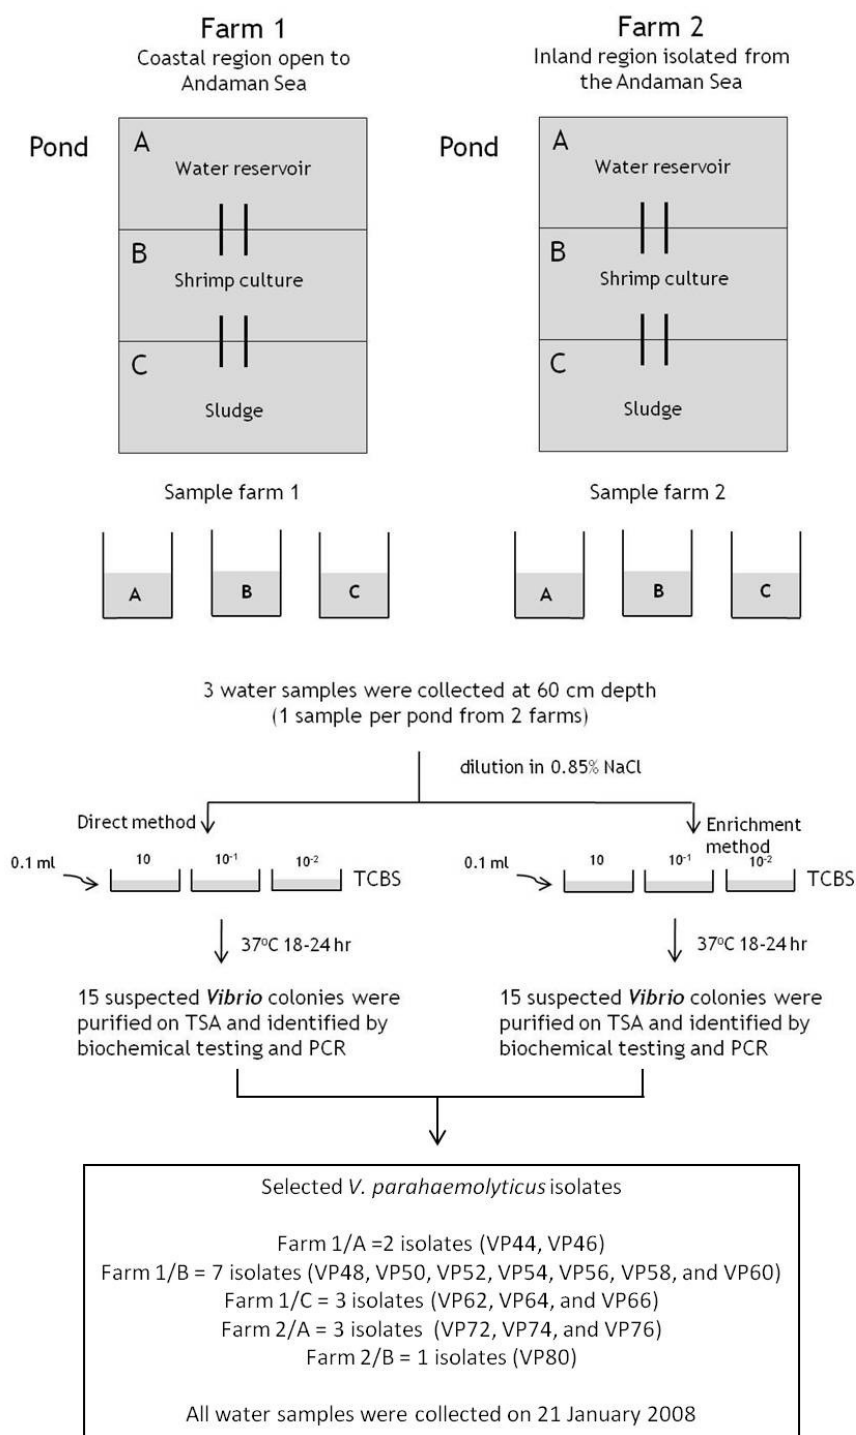 Farm 1
Coastal region open to
Andaman Sea
Farm 2
Inland region isolated from
the Andaman Sea
Pond
A
Water reservoir
B
Shrimp culture
C
Sludge
Pond
A
Water reservoir
B
Shrimp culture
C
Sludge
Sample farm 1
A
B
C
Sample farm 2
A
B
C
3 water samples were collected at 60 cm depth
(1 sample per pond from 2 farms)
dilution in 0.85% NaCl
Direct method
0.1 ml
10
10⁻¹
10⁻²
TCBS
37⁰C 18-24 hr
15 suspected Vibrio colonies were
purified on TSA and identified by
biochemical testing and PCR
Enrichment
method
0.1 ml
10
10⁻¹
10⁻²
TCBS
37⁰C 18-24 hr
15 suspected Vibrio colonies were
purified on TSA and identified by
biochemical testing and PCR
Selected V. parahaemolyticus isolates
Farm 1/A =2 isolates (VP44, VP46)
Farm 1/B = 7 isolates (VP48, VP50, VP52, VP54, VP56, VP58, and VP60)
Farm 1/C = 3 isolates (VP62, VP64, and VP66)
Farm 2/A = 3 isolates (VP72, VP74, and VP76)
Farm 2/B = 1 isolates (VP80)
All water samples were collected on 21 January 2008